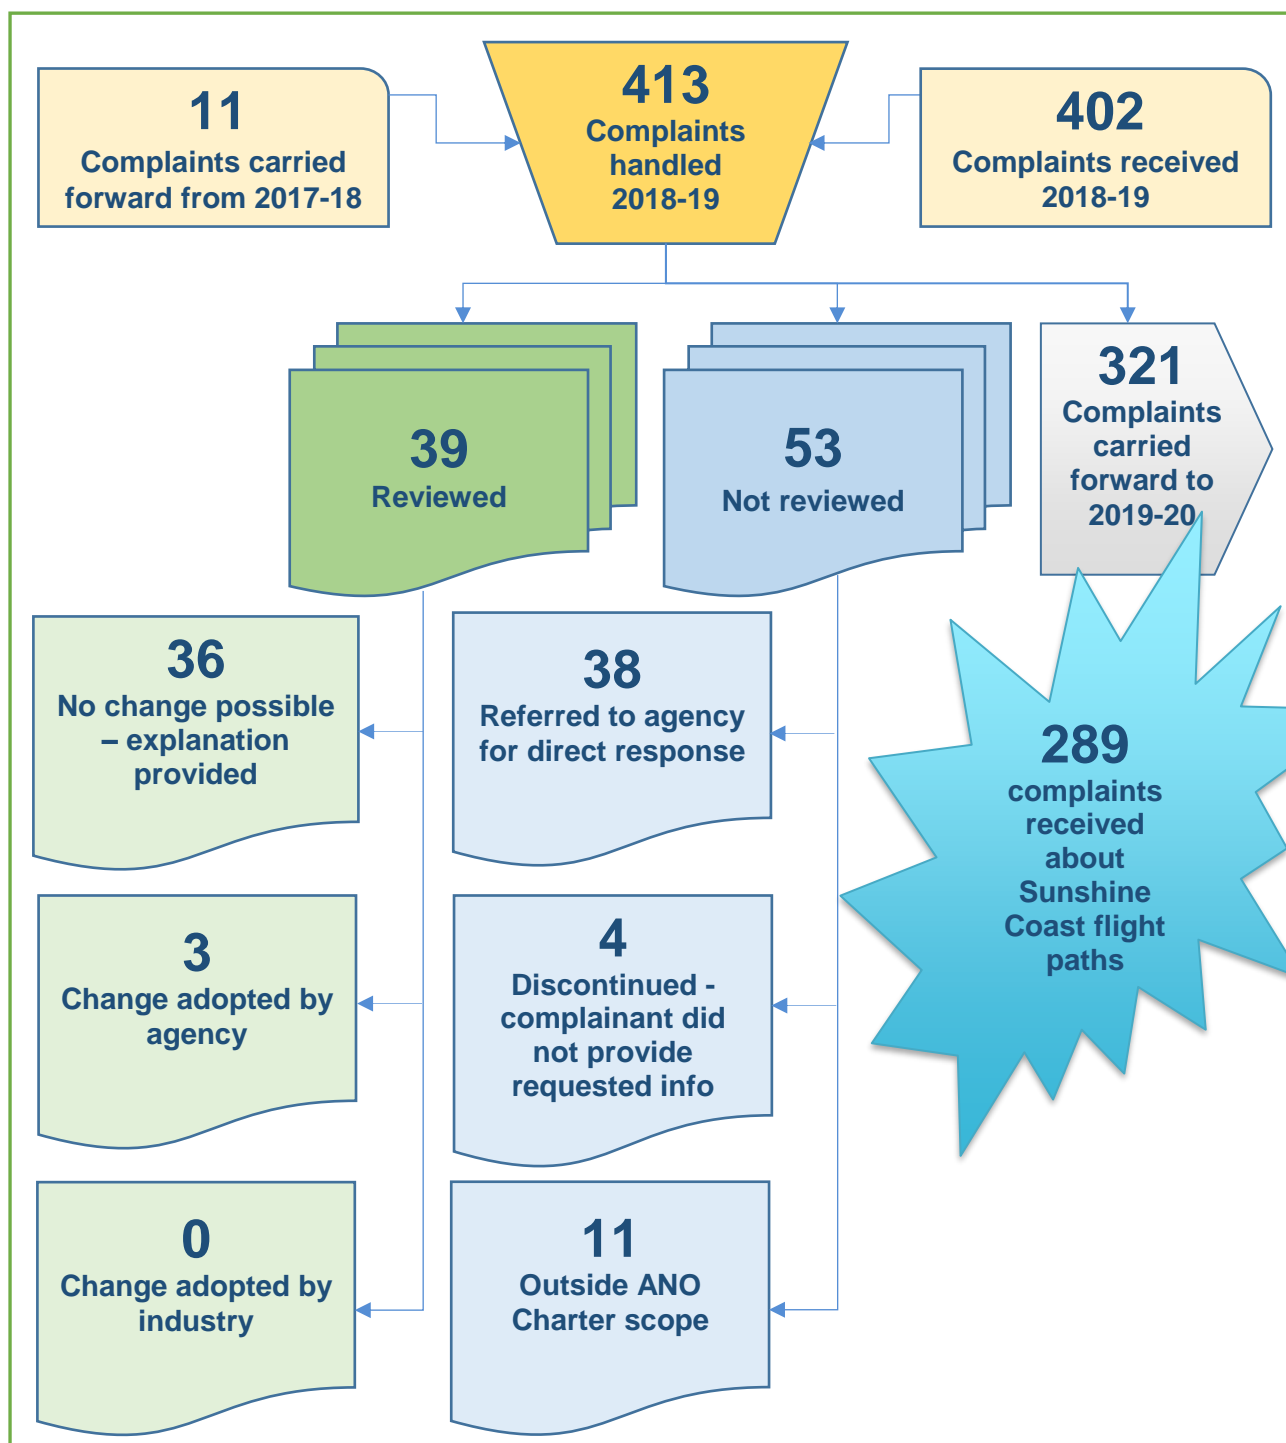 11
Complaints carried
forward from 2017-18
413
Complaints
handled
2018-19
402
Complaints received
2018-19
39
Reviewed
53
Not reviewed
321
Complaints
carried
forward to
2019-20
36
No change possible
– explanation
provided
38
Referred to agency
for direct response
289
complaints
received
about
Sunshine
Coast flight
paths
3
Change adopted by
agency
4
Discontinued -
complainant did
not provide
requested info
0
Change adopted by
industry
11
Outside ANO
Charter scope